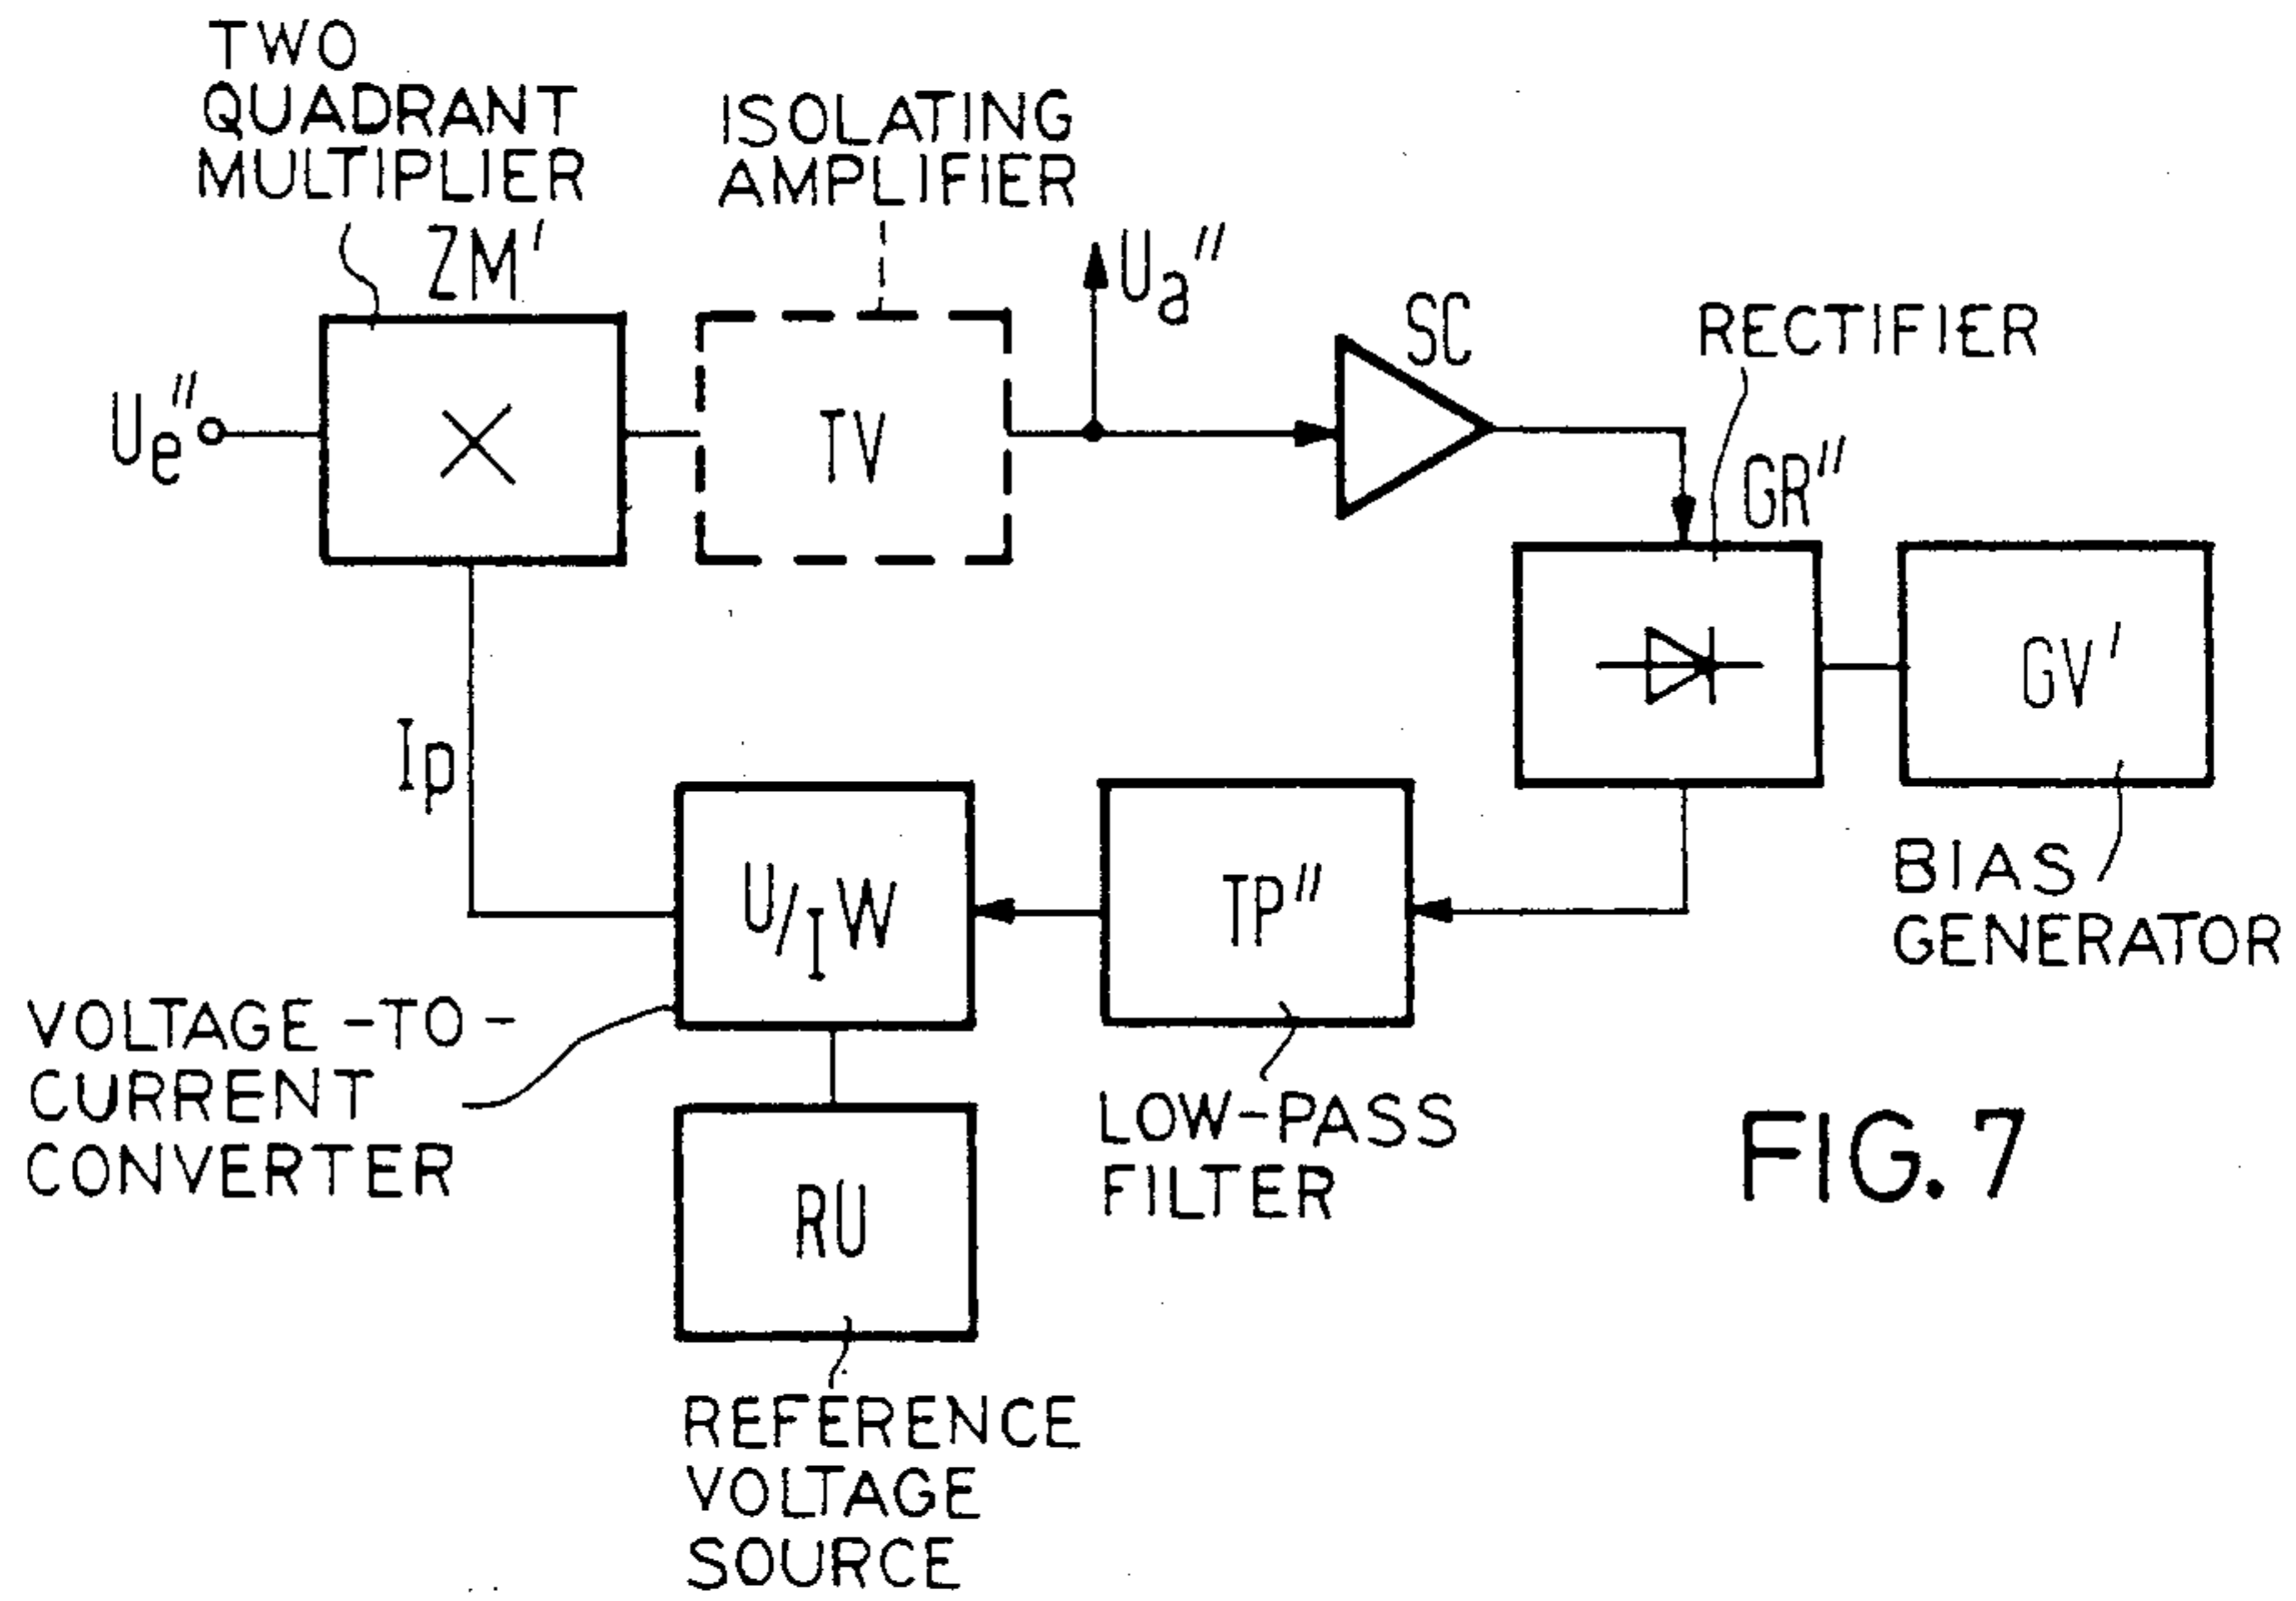 TWO
QUADRANT
MULTIPLIER
ZM'
ISOLATING
AMPLIFIER
Ua"
SC
RECTIFIER
Ue"
TV
GR"
GV'
Ip
U/IW
TP"
BIAS
GENERATOR
VOLTAGE-TO-
CURRENT
CONVERTER
LOW-PASS
FILTER
FIG. 7
RU
REFERENCE
VOLTAGE
SOURCE